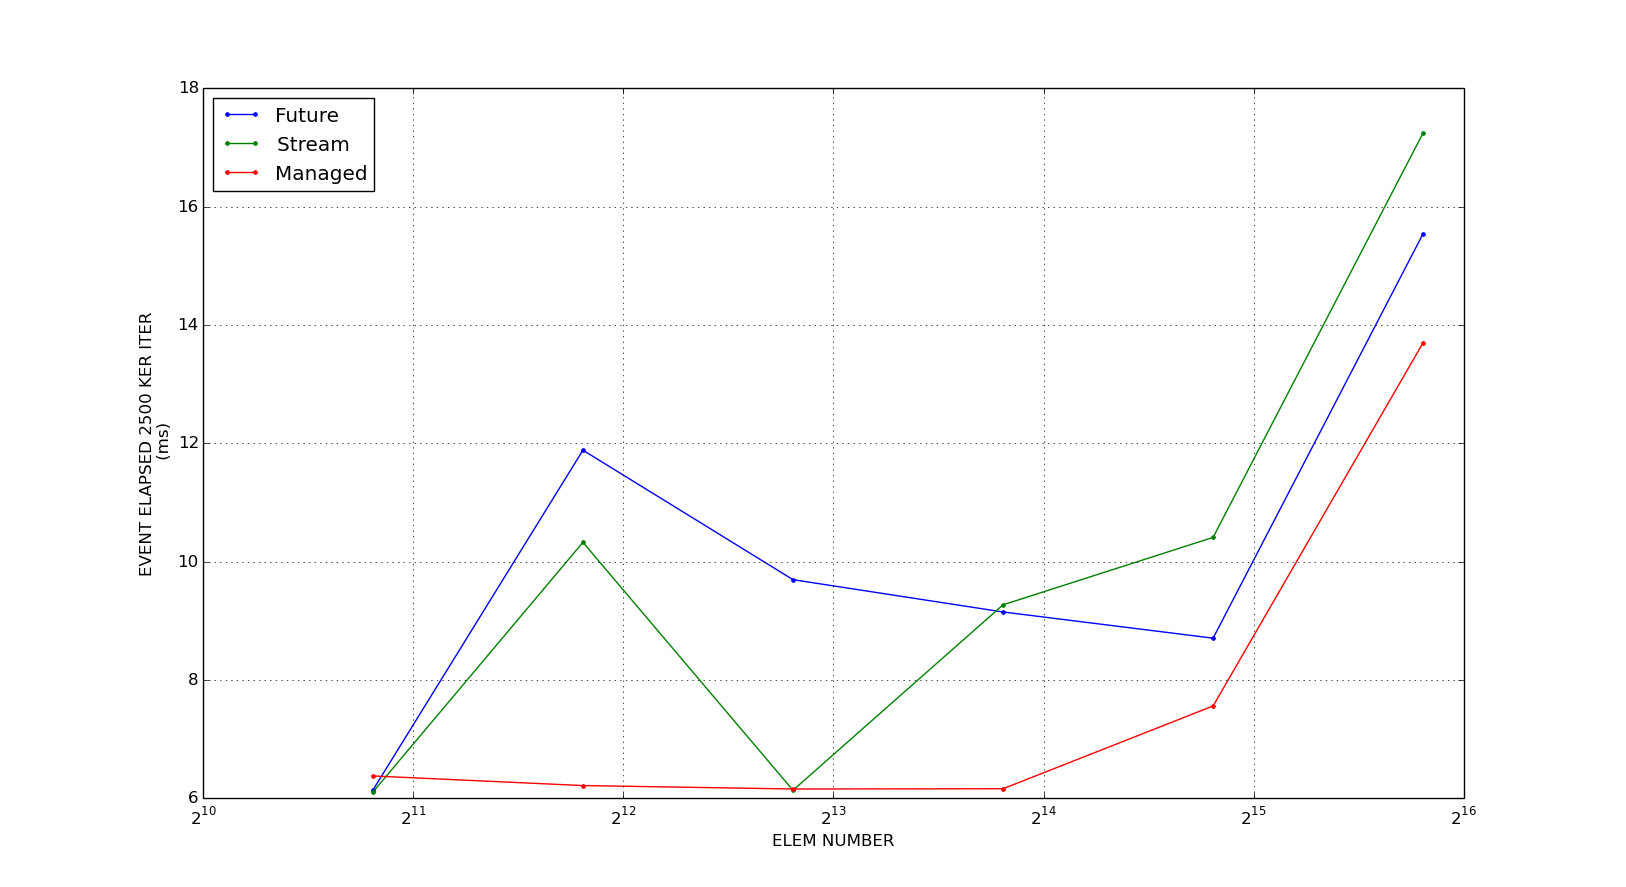 18
16
14
12
10
8
6
Future
Stream
Managed
EVENT ELAPSED 2500 KER ITER
(ms)
2^10 2^11 2^12 2^13 2^14 2^15 2^16
ELEM NUMBER